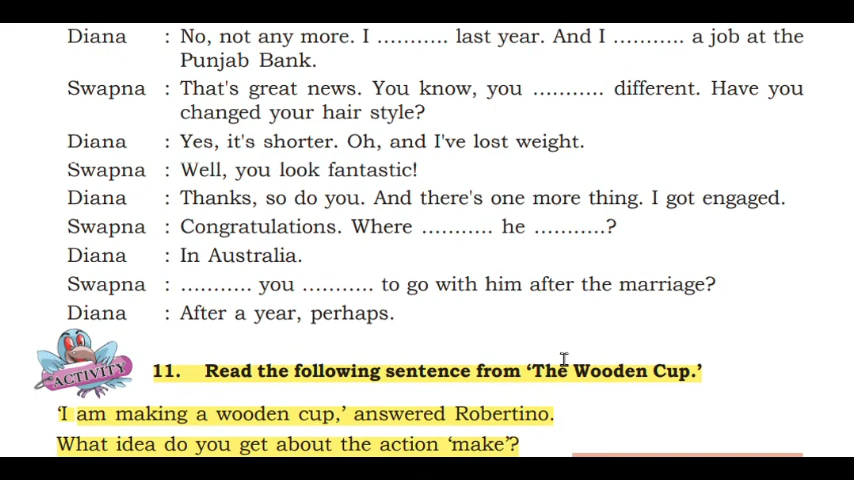 Diana : No, not any more. I ........... last year. And I ........... a job at the
Punjab Bank.
Swapna : That's great news. You know, you ........... different. Have you
changed your hair style?
Diana : Yes, it's shorter. Oh, and I've lost weight.
Swapna : Well, you look fantastic!
Diana : Thanks, so do you. And there's one more thing. I got engaged.
Swapna : Congratulations. Where ........... he ...........?
Diana : In Australia.
Swapna : ........... you ........... to go with him after the marriage?
Diana : After a year, perhaps.
ACTIVITY
11. Read the following sentence from ‘The Wooden Cup.’
‘I am making a wooden cup,’ answered Robertino.
What idea do you get about the action ‘make’?